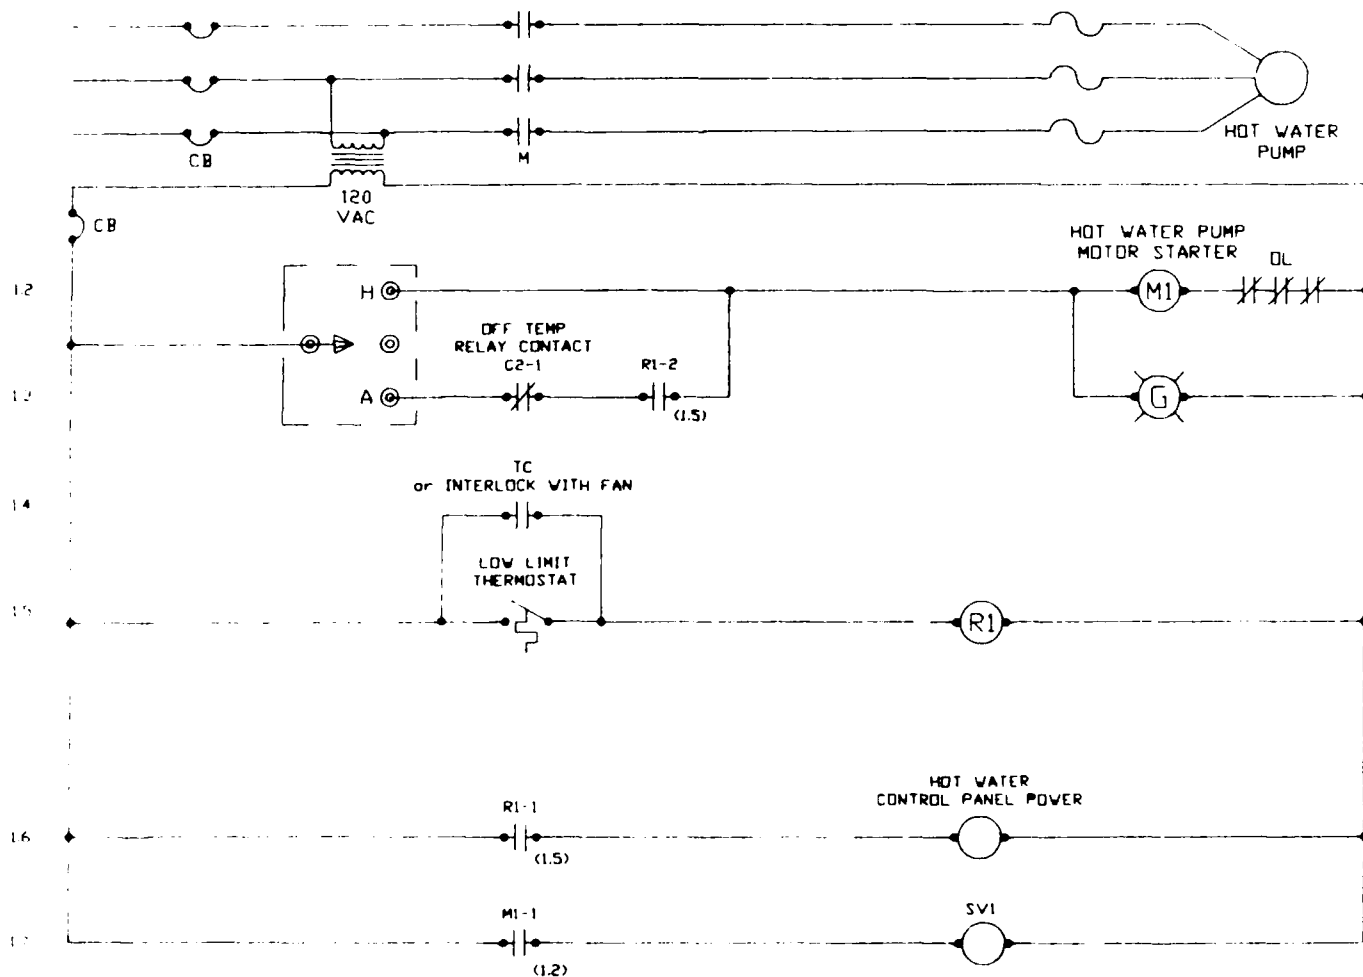 CB
M
HOT WATER
PUMP
120
VAC
CB
HOT WATER PUMP
MOTOR STARTER
OL
1.2
H
M1
OFF TEMP
RELAY CONTACT
C2-1
R1-2
A
(1.5)
G
TC
or INTERLOCK WITH FAN
1.4
LOW LIMIT
THERMOSTAT
1.5
R1
HOT WATER
CONTROL PANEL POWER
R1-1
1.6
(1.5)
M1-1
SV1
(1.2)